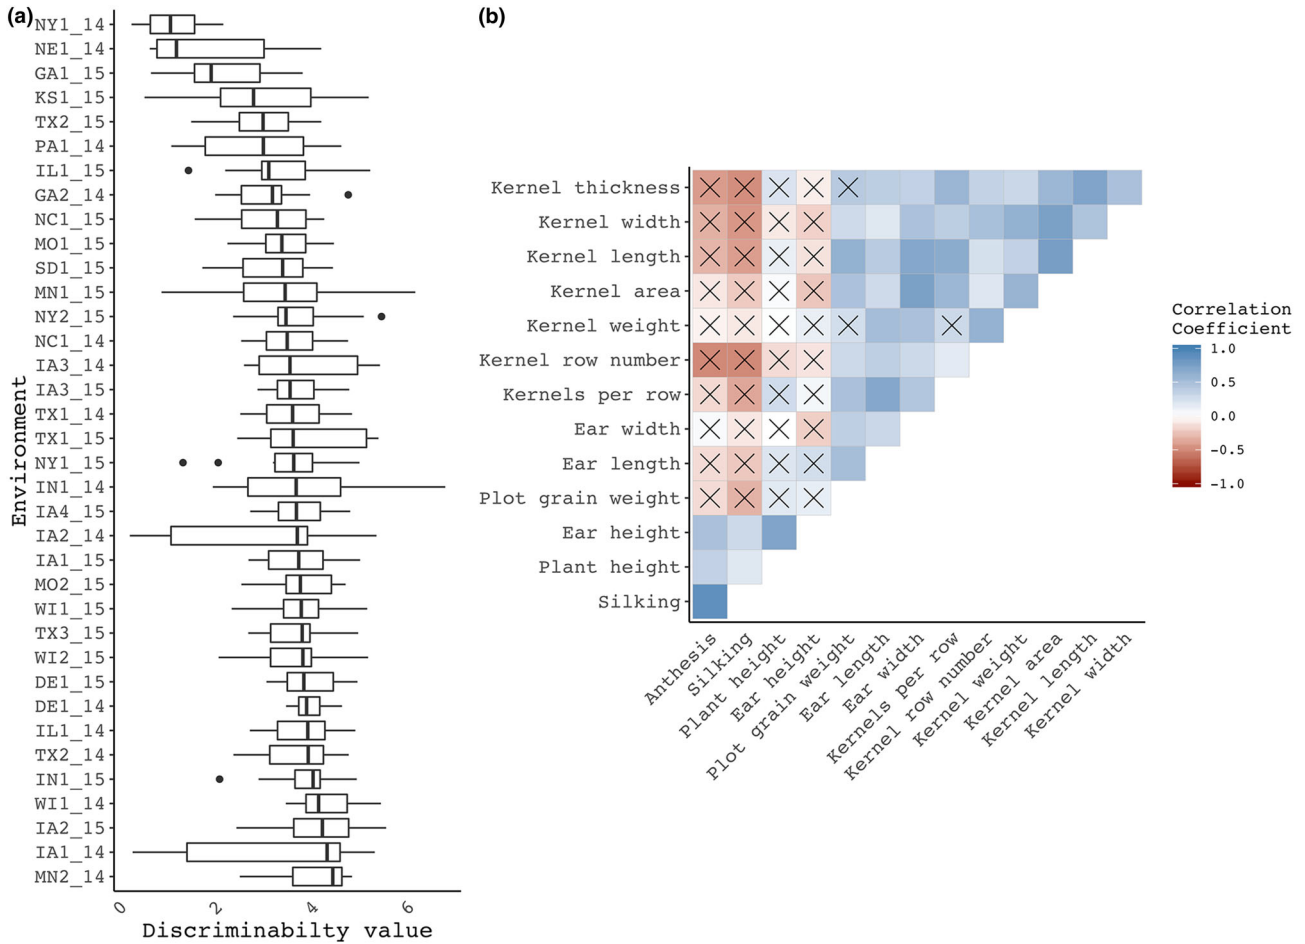 (a)
NY1_14
NE1_14
GA1_15
KS1_15
TX2_15
PA1_14
IL1_15
GA2_14
NC1_15
MO1_15
SD1_15
MN1_15
NY2_15
NC1_14
IA3_14
IA3_15
TX1_14
TX1_15
NY1_15
IN1_14
IA4_15
IA2_14
IA1_15
MO2_15
WI1_15
TX3_15
WI2_15
DE1_15
DE1_14
IL1_14
TX2_14
IN1_15
WI1_14
IA2_15
IA1_14
MN2_14
Environment
0 2 4 6
Discriminabilty value
(b)
Kernel thickness
Kernel width
Kernel length
Kernel area
Kernel weight
Kernel row number
Kernels per row
Ear width
Ear length
Plot grain weight
Ear height
Plant height
Silking
Anthesis
Silking
Plant height
Ear height
Plot grain weight
Ear length
Ear width
Kernels per row
Kernel row number
Kernel weight
Kernel area
Kernel length
Kernel width
Correlation
Coefficient
1.0
0.5
0.0
-0.5
-1.0